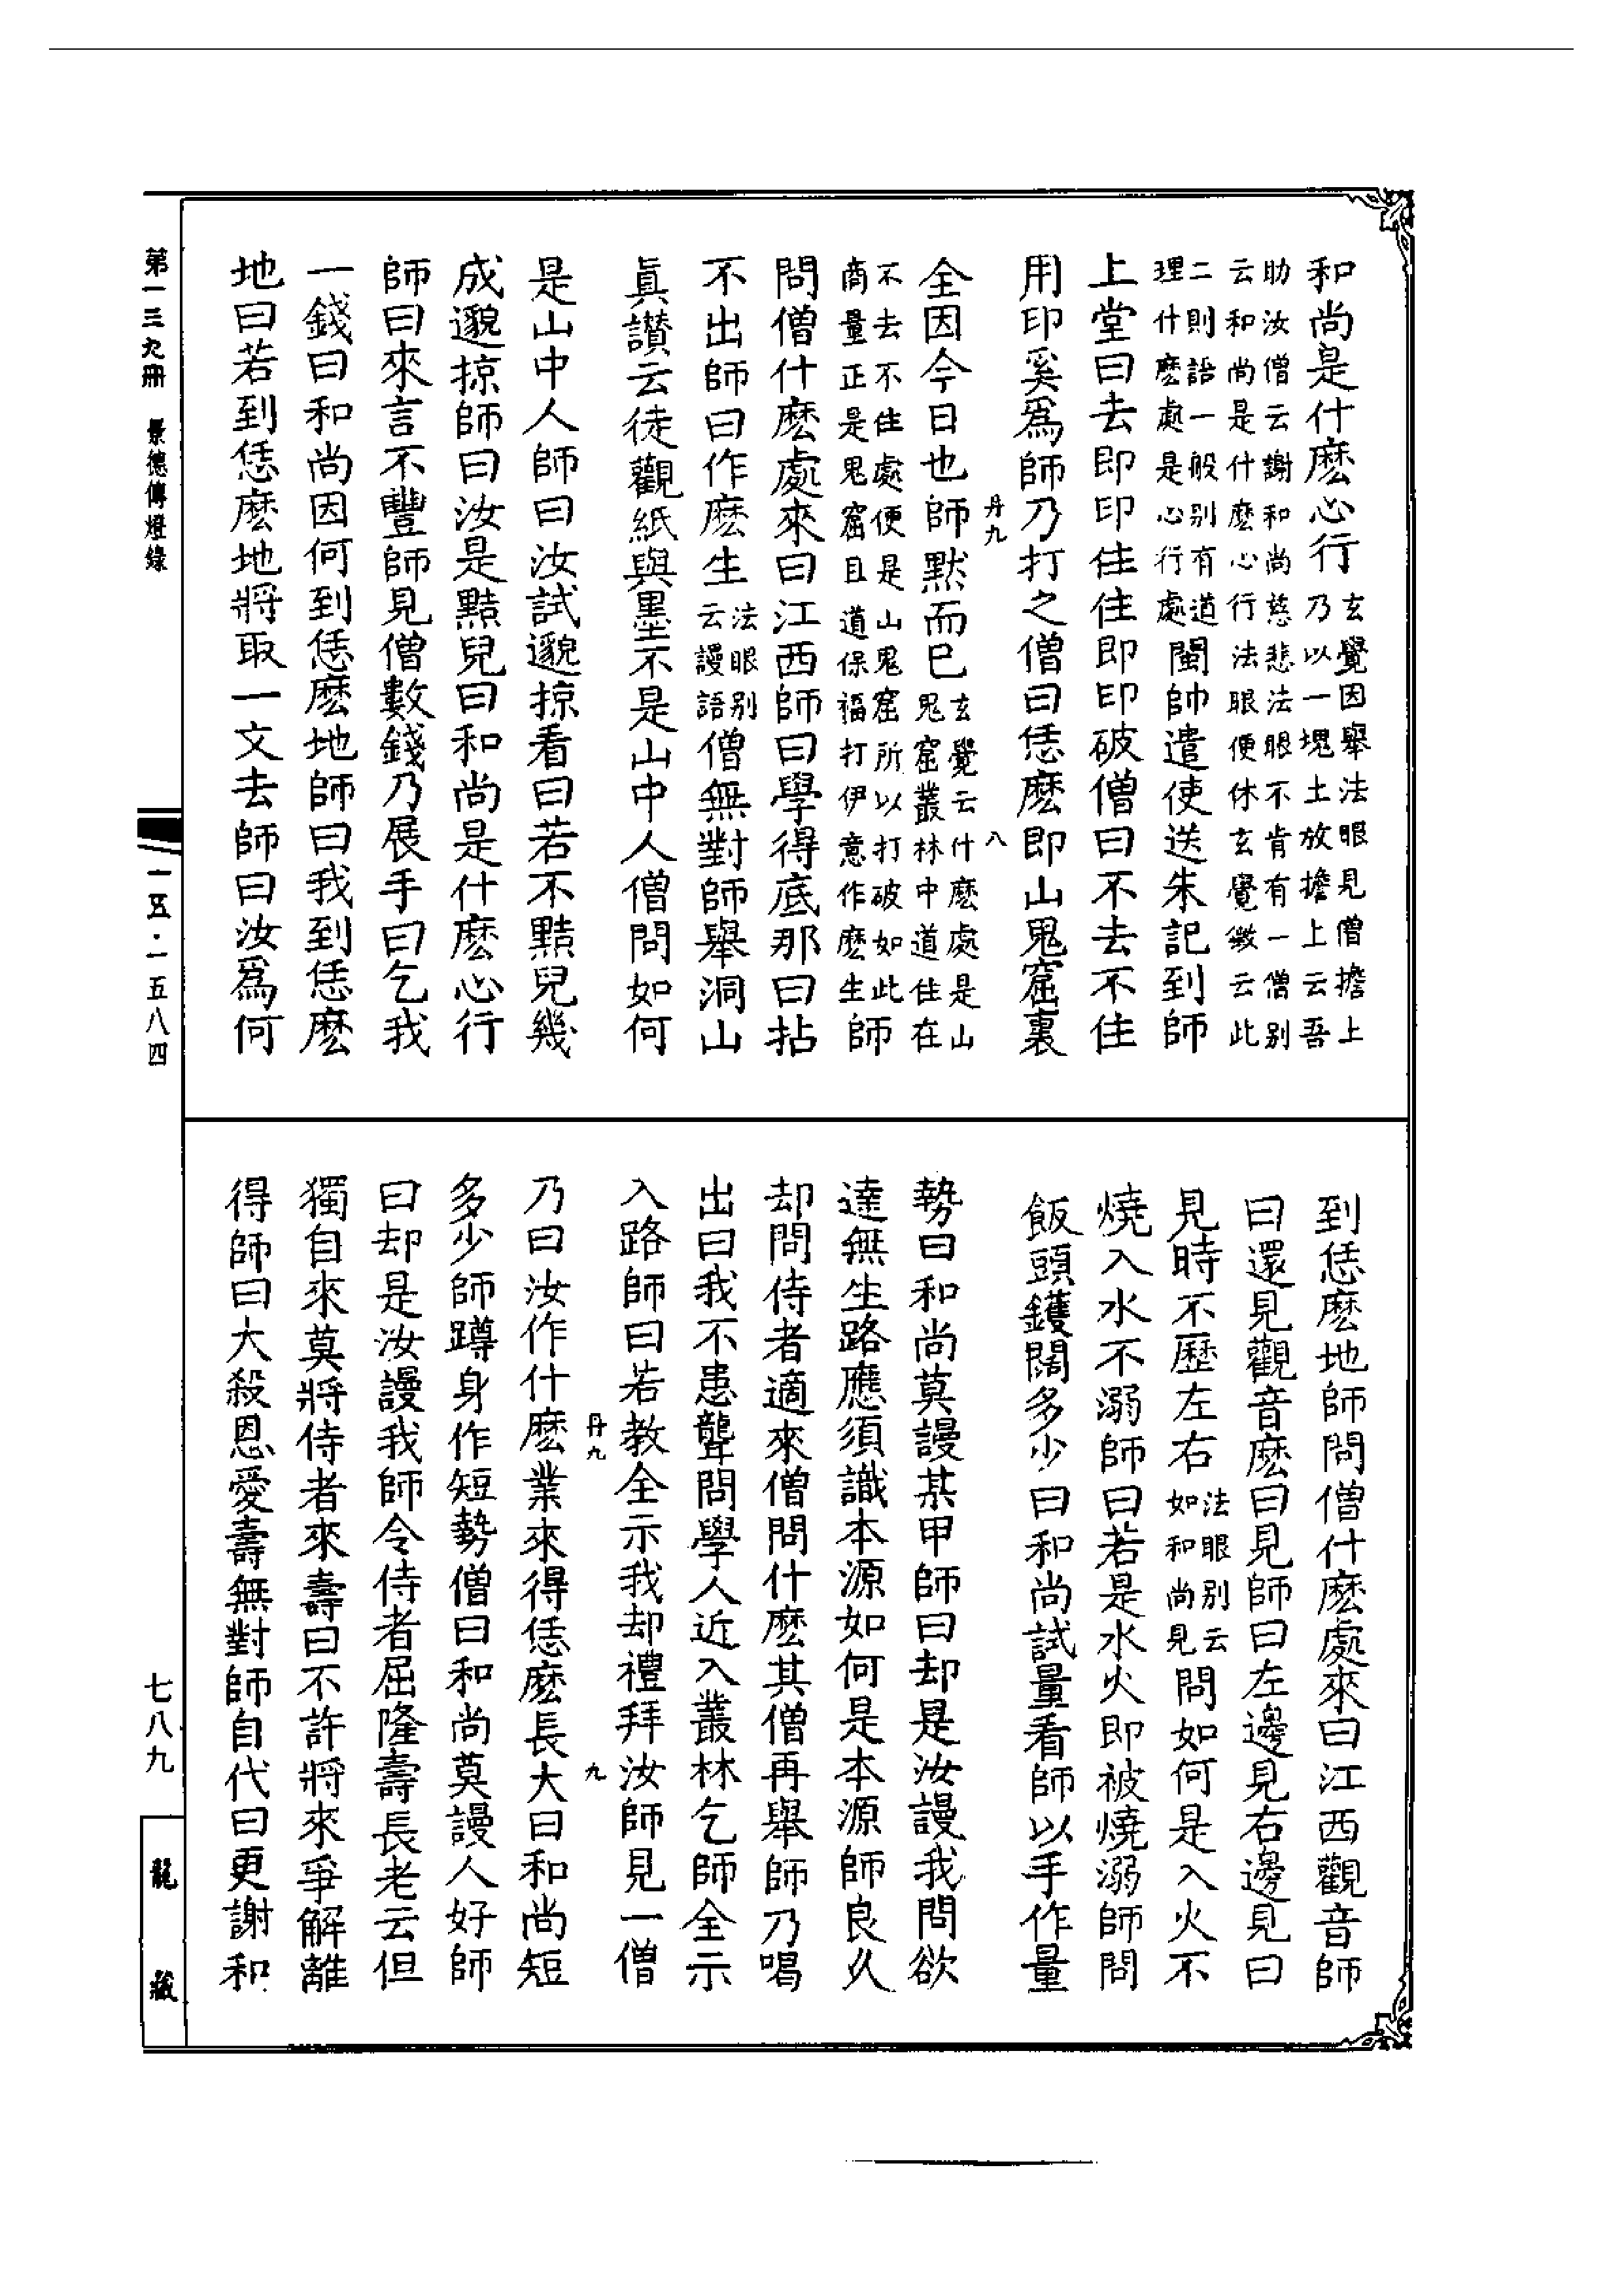 和尚是什麽心行玄覺因舉法眼見僧擔上乃以一塊土放擔上云吾
助汝僧云謝和尚慈悲法眼不肯有一僧别云和尚是什麽心行法眼便休玄覺徵云此
二則語一般别有道理什麽處是心行處閩帥遣使送朱記到師
上堂曰去即印住住即印破僧曰不去不住
用印奚爲師乃打之僧曰恁麽即山鬼窟裏
丹九 八
全因今日也師默而已玄覺云什麽處是山鬼窟叢林中道住在
不去不住處便是山鬼窟所以打破如此商量正是鬼窟且道保福打伊意作麽生師
問僧什麽處來曰江西師曰學得底那曰拈
不出師曰作麽生法眼别云謾語僧無對師舉洞山
眞讚云徒觀紙與墨不是山中人僧問如何
是山中人師曰汝試邈掠看曰若不黠兒幾
成邈掠師曰汝是黠兒曰和尚是什麽心行
師曰來言不豐師見僧數錢乃展手曰乞我
一錢曰和尚因何到恁麽地師曰我到恁麽
地曰若到恁麽地將取一文去師曰汝爲何
到恁麽地師問僧什麽處來曰江西觀音師
曰還見觀音麽曰見師曰左邊見右邊見曰
見時不歷左右法眼别云如和尚見問如何是入火不
燒入水不溺師曰若是水火即被燒溺師問
飯頭鑊闊多少曰和尚試量看師以手作量
勢曰和尚莫謾某甲師曰却是汝謾我問欲
達無生路應須識本源如何是本源師良久
却問侍者適來僧問什麽其僧再舉師乃喝
出曰我不患聾問學人近入叢林乞師全示
入路師曰若教全示我却禮拜汝師見一僧
丹九 九
乃曰汝作什麽業來得恁麽長大曰和尚短
多少師蹲身作短勢僧曰和尚莫謾人好師
曰却是汝謾我師令侍者屈隆壽長老云但
獨自來莫將侍者來壽曰不許將來爭解離
得師曰大殺恩愛壽無對師自代曰更謝和
第一三九冊 景德傳燈錄
一五·一五八四
七八九
龍藏